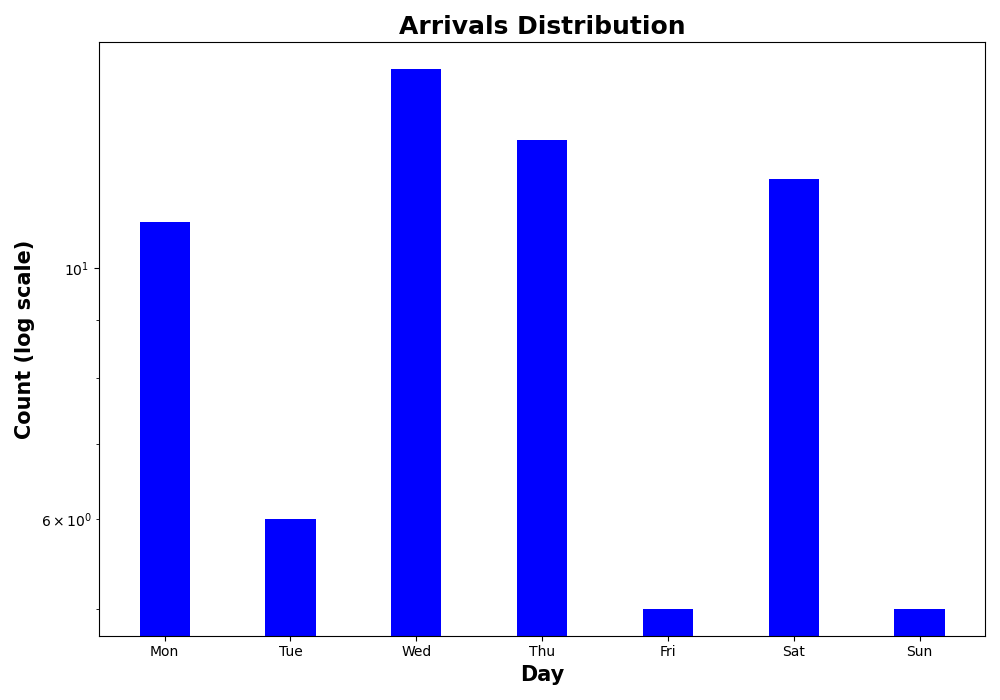 Arrivals Distribution
Count (log scale)
10¹
6 × 10⁰
Mon Tue Wed Thu Fri Sat Sun
Day